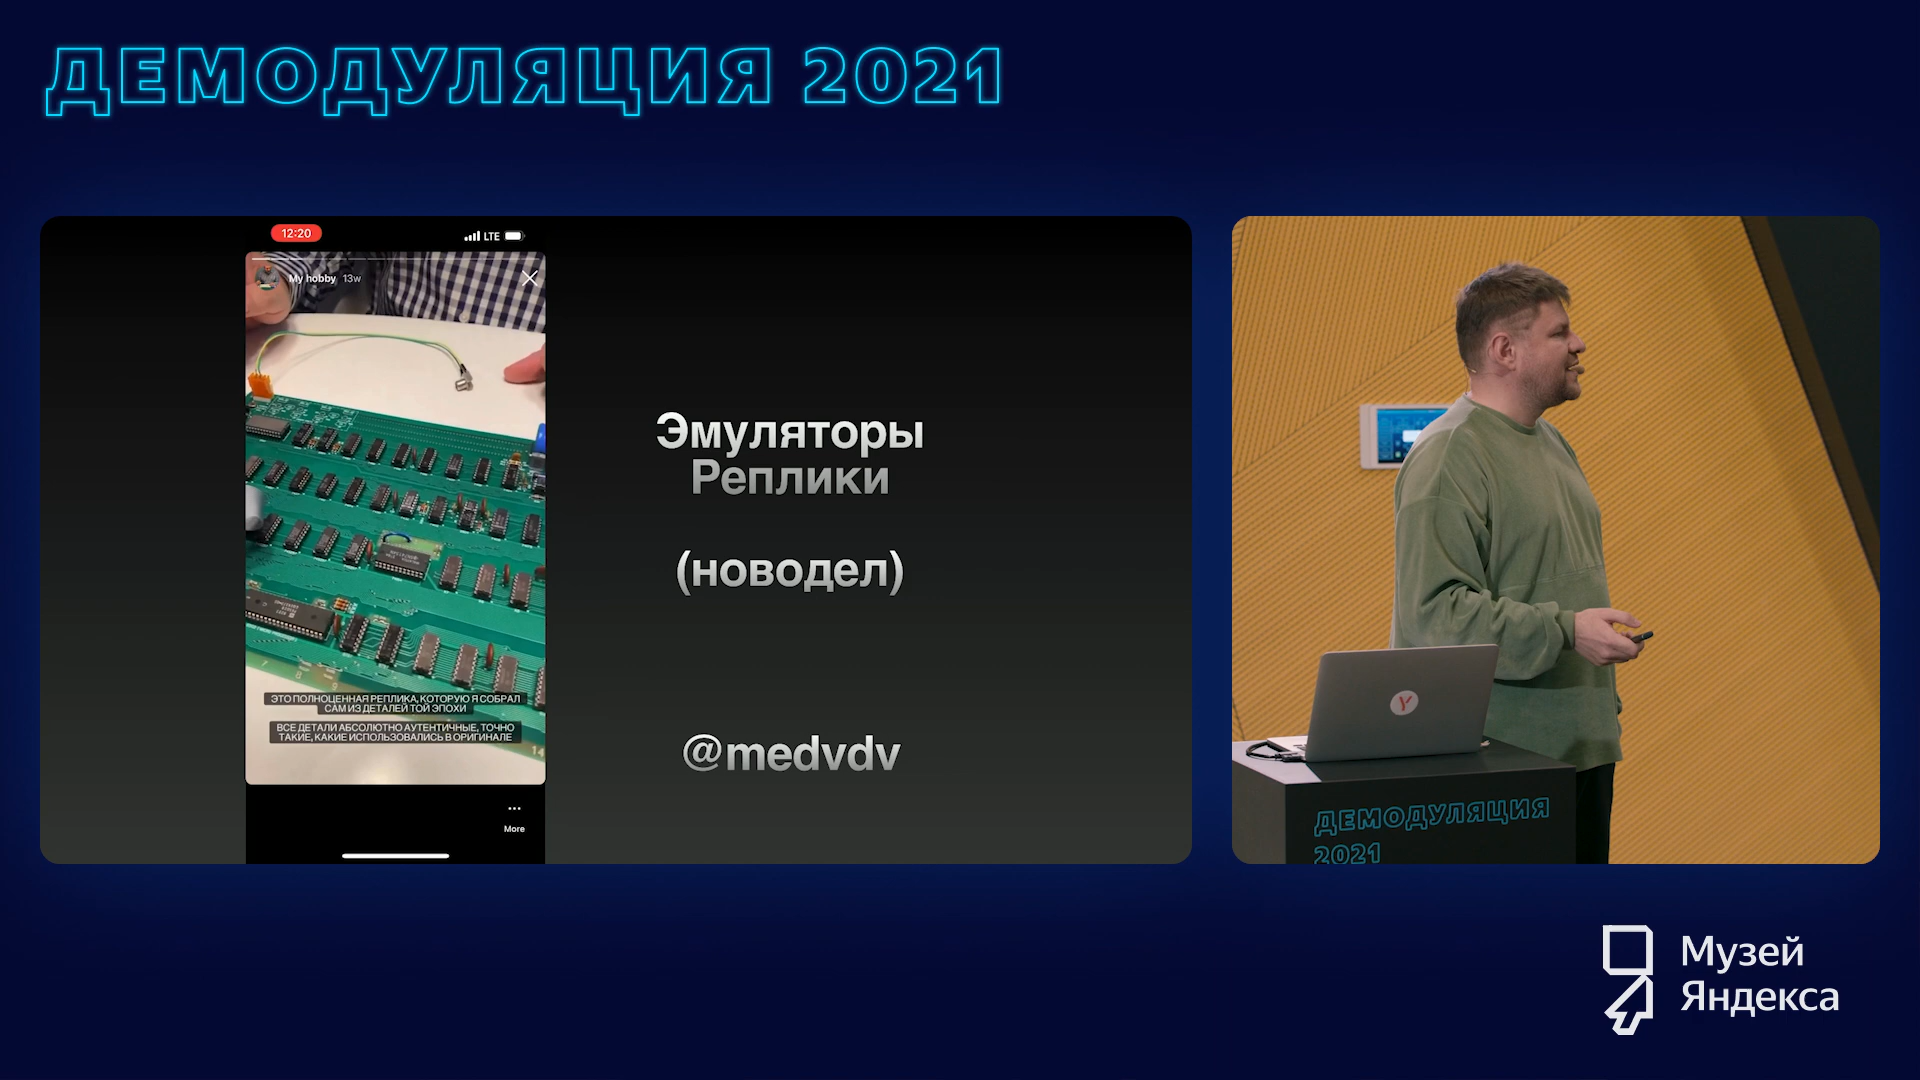 ДЕМОДУЛЯЦИЯ 2021
12:20
LTE
My hobby 13w
ЭТО ПОЛНОЦЕННАЯ РЕПЛИКА, КОТОРУЮ Я СОБРАЛ
САМ ИЗ ДЕТАЛЕЙ ТОЙ ЭПОХИ
ВСЕ ДЕТАЛИ АБСОЛЮТНО АУТЕНТИЧНЫЕ, ТОЧНО
ТАКИЕ, КАКИЕ ИСПОЛЬЗОВАЛИСЬ В ОРИГИНАЛЕ
14
More
Эмуляторы
Реплики
(новодел)
@medvdv
Y
ДЕМОДУЛЯЦИЯ
2021
Музей
Яндекса